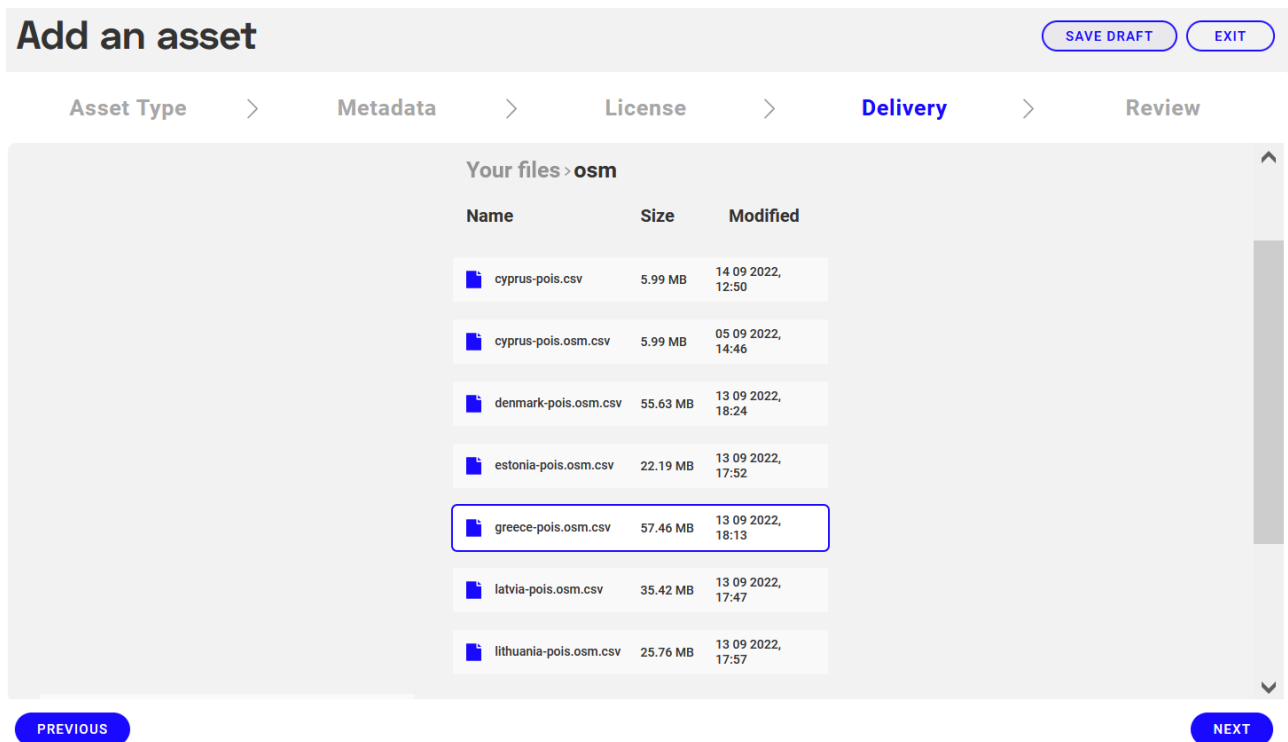 Add an asset
SAVE DRAFT
EXIT
Asset Type > Metadata > License > Delivery > Review
Your files > osm
Name Size Modified
cyprus-pois.csv 5.99 MB 14 09 2022,
12:50
cyprus-pois.osm.csv 5.99 MB 05 09 2022,
14:46
denmark-pois.osm.csv 55.63 MB 13 09 2022,
18:24
estonia-pois.osm.csv 22.19 MB 13 09 2022,
17:52
greece-pois.osm.csv 57.46 MB 13 09 2022,
18:13
latvia-pois.osm.csv 35.42 MB 13 09 2022,
17:47
lithuania-pois.osm.csv 25.76 MB 13 09 2022,
17:57
PREVIOUS
NEXT